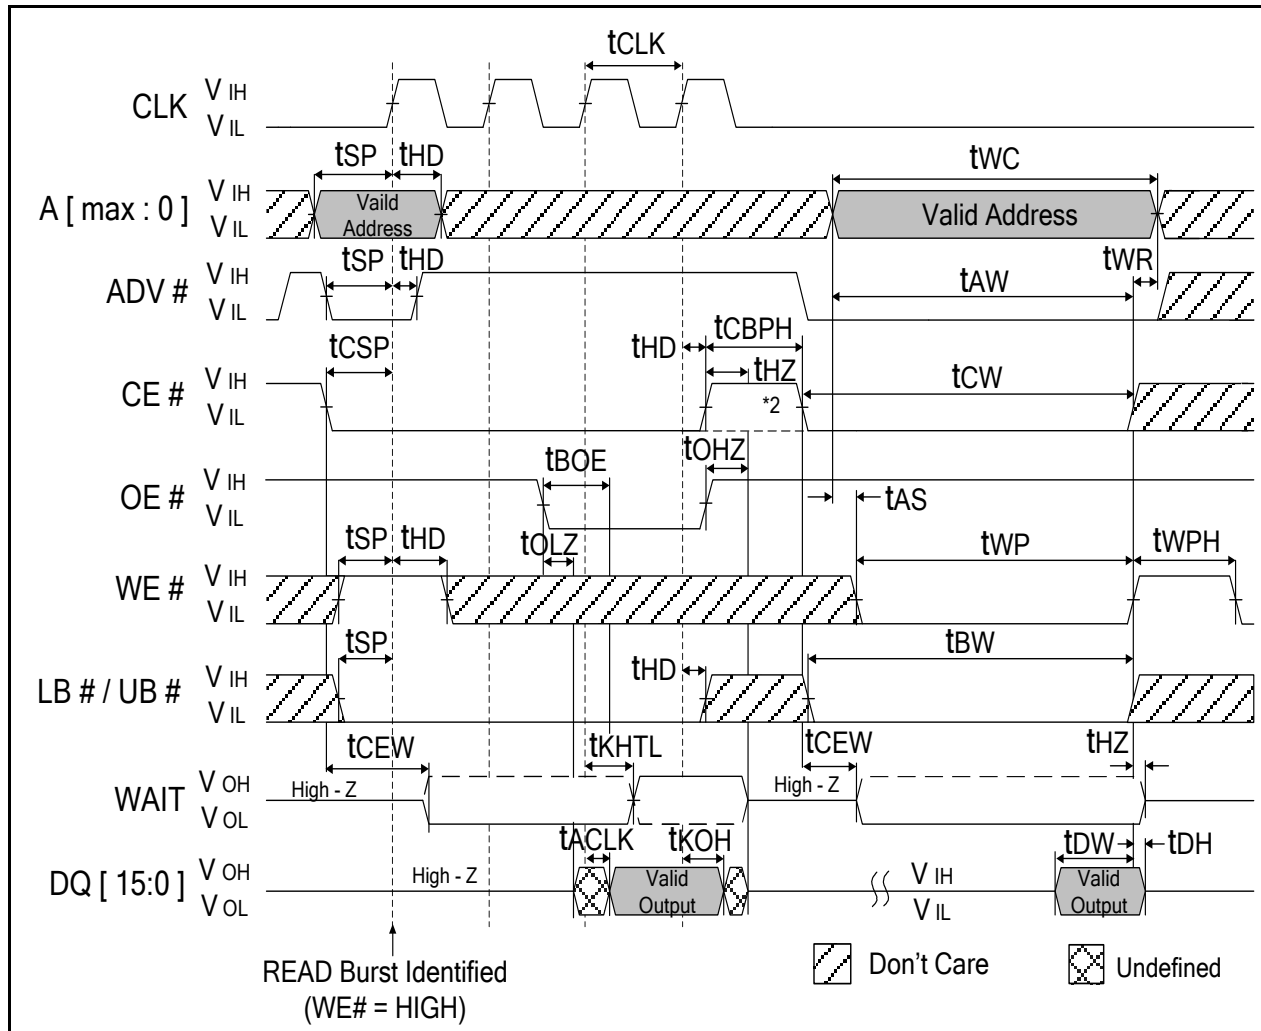 tCLK
CLK V IH
V IL
tSP tHD tWC
A [ max : 0 ] V IH
V IL
Vaild
Address
Valid Address
tSP tHD tWR
ADV # V IH
V IL
tAW
tCSP tHD tCBPH
tHZ
CE # V IH
V IL
*2
tCW
tBOE tOHZ
OE # V IH
V IL
tAS
tSP tHD tOLZ tWP tWPH
WE # V IH
V IL
tSP tHD tBW
LB # / UB # V IH
V IL
tCEW tKHTL tCEW tHZ
WAIT V OH
V OL
High - Z High - Z
tACLK tKOH tDW tDH
DQ [ 15:0 ] V OH
V OL
High - Z
Valid
Output
V IH
V IL
Valid
Output
READ Burst Identified
(WE# = HIGH)
Don't Care
Undefined